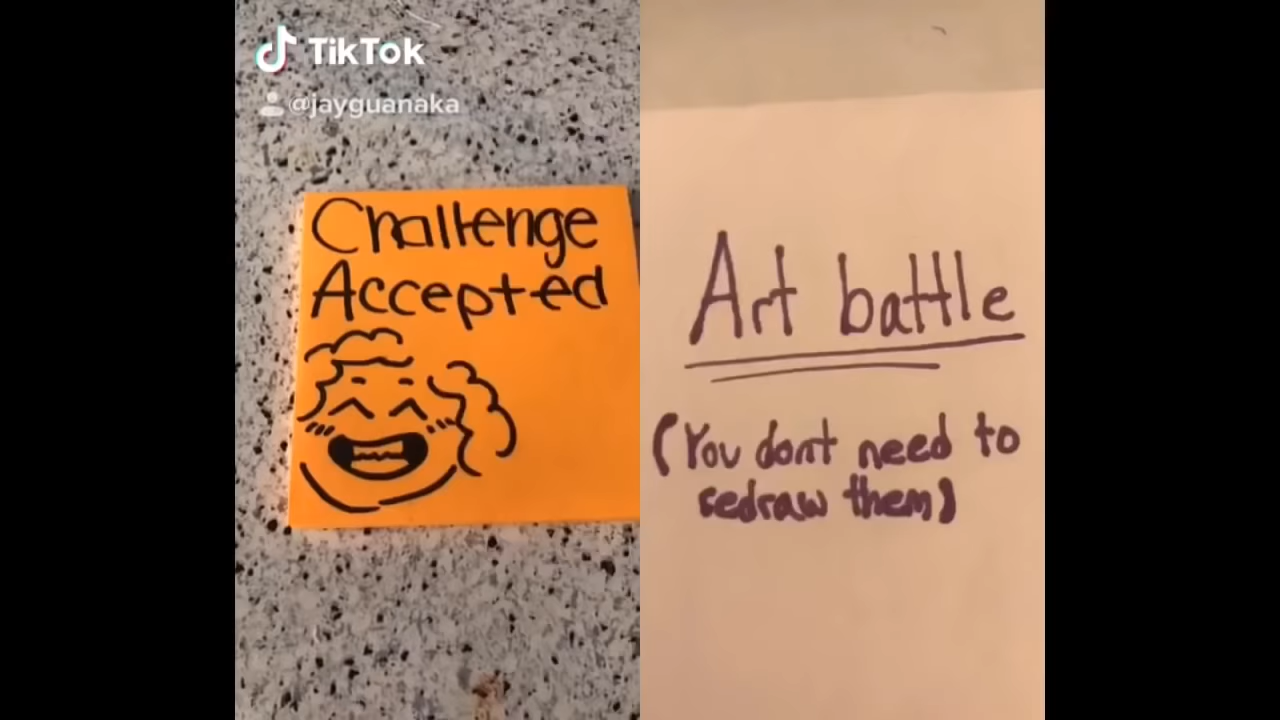 TikTok
@jayguanaka
Challenge
Accepted
Art battle
(You dont need to
redraw them)